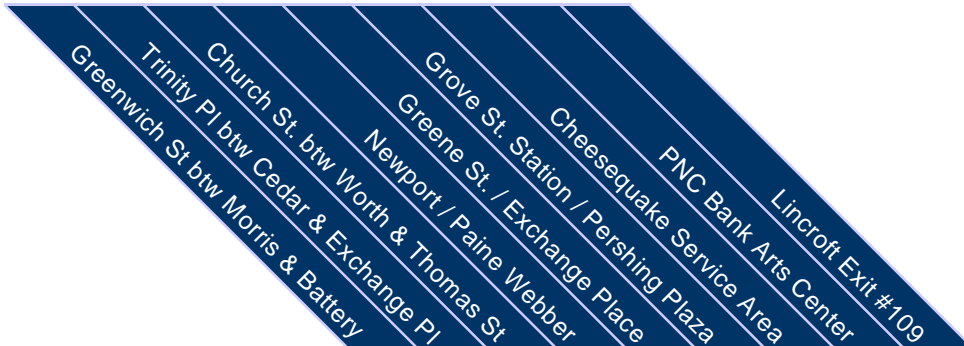 Greenwich St btw Morris & Battery
Trinity Pl btw Cedar & Exchange Pl
Church St. btw Worth & Thomas St
Newport / Paine Webber
Greene St. / Exchange Place
Grove St. Station / Pershing Plaza
Cheesequake Service Area
PNC Bank Arts Center
Lincroft Exit #109